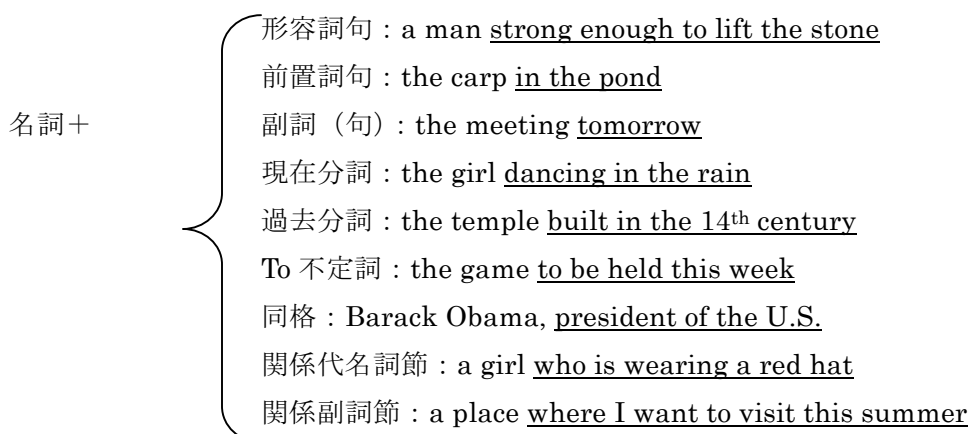 形容詞句：a man strong enough to lift the stone
前置詞句：the carp in the pond
名詞＋
副詞（句）：the meeting tomorrow
現在分詞：the girl dancing in the rain
過去分詞：the temple built in the 14th century
To 不定詞：the game to be held this week
同格：Barack Obama, president of the U.S.
関係代名詞節：a girl who is wearing a red hat
関係副詞節：a place where I want to visit this summer